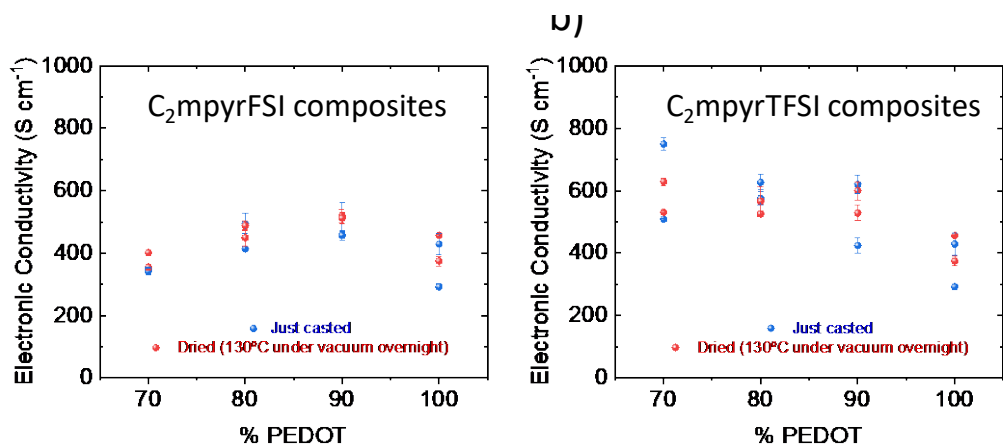 b)
1000
800
600
400
200
0
Electronic Conductivity (S cm⁻¹)
C₂mpyrFSI composites
Just casted
Dried (130ºC under vacuum overnight)
70 80 90 100
% PEDOT
1000
800
600
400
200
0
Electronic Conductivity (S cm⁻¹)
C₂mpyrTFSI composites
Just casted
Dried (130ºC under vacuum overnight)
70 80 90 100
% PEDOT